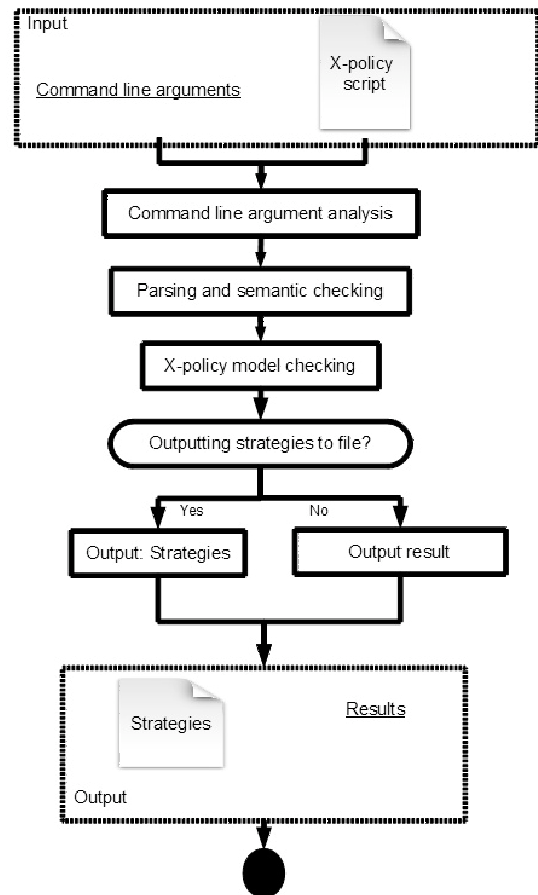 Input
Command line arguments
X-policy
script
Command line argument analysis
Parsing and semantic checking
X-policy model checking
Outputting strategies to file?
Yes
No
Output: Strategies
Output result
Strategies
Results
Output